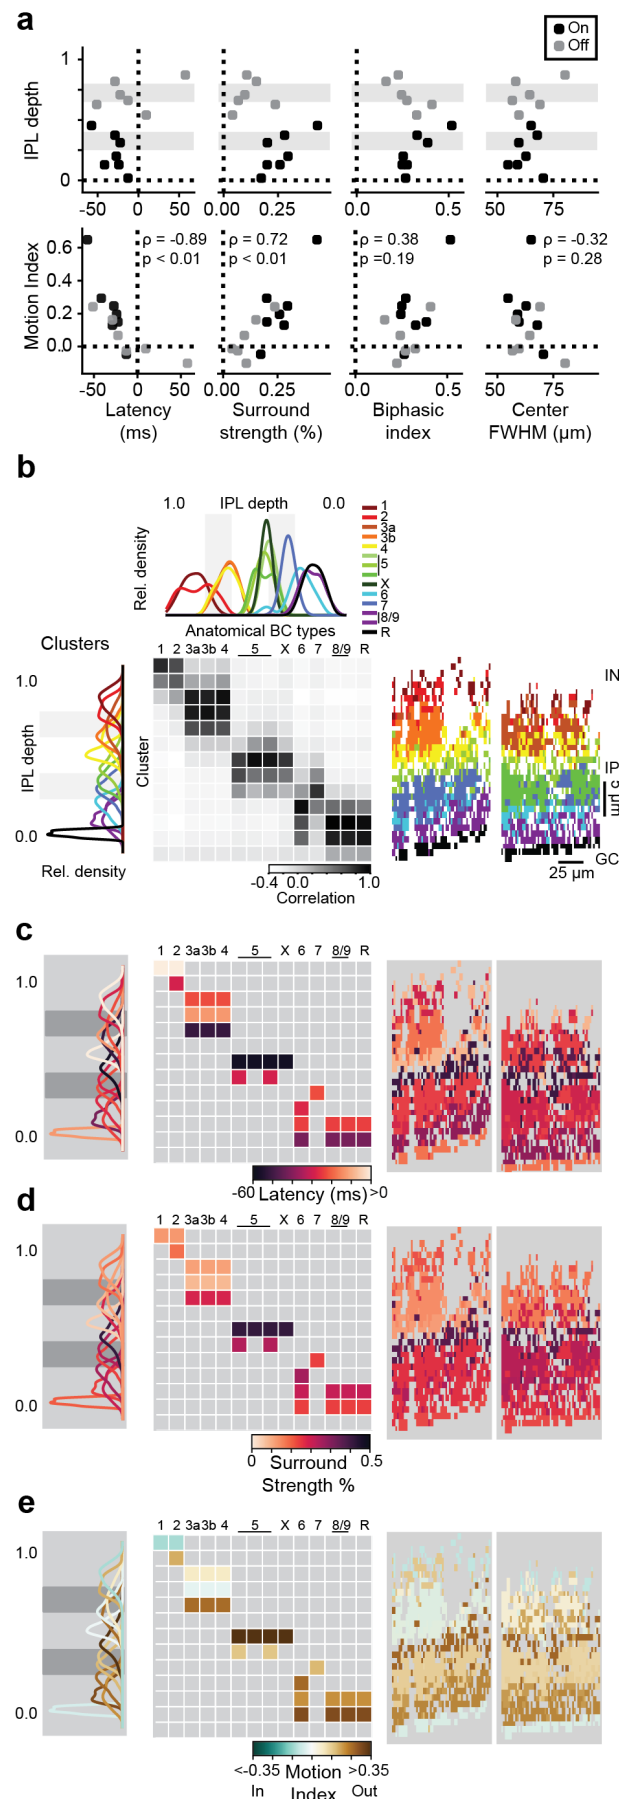 a
On
Off
1
0
IPL depth
-50 0 50
0.00 0.25
0.0 0.5
50 75
ρ = -0.89
p < 0.01
ρ = 0.72
p < 0.01
ρ = 0.38
p =0.19
ρ = -0.32
p = 0.28
0.6
0.4
0.2
0.0
Motion Index
-50 0 50
0.00 0.25
0.0 0.5
50 75
Latency
(ms)
Surround
strength (%)
Biphasic
index
Center
FWHM (µm)
b
1.0 IPL depth 0.0
Rel. density
1
2
3a
3b
4
5
X
6
7
8/9
R
Anatomical BC types
Clusters
1 2 3a 3b 4 5 X 6 7 8/9 R
1.0
IPL depth
0.0
Rel. density
Cluster
-0.4 0.0 1.0
Correlation
IN
IP
5 µm
GC
25 µm
c
1 2 3a 3b 4 5 X 6 7 8/9 R
1.0
0.0
-60 Latency (ms) >0
d
1 2 3a 3b 4 5 X 6 7 8/9 R
1.0
0.0
0 Surround 0.5
Strength %
e
1 2 3a 3b 4 5 X 6 7 8/9 R
1.0
0.0
<-0.35 Motion >0.35
In Index Out